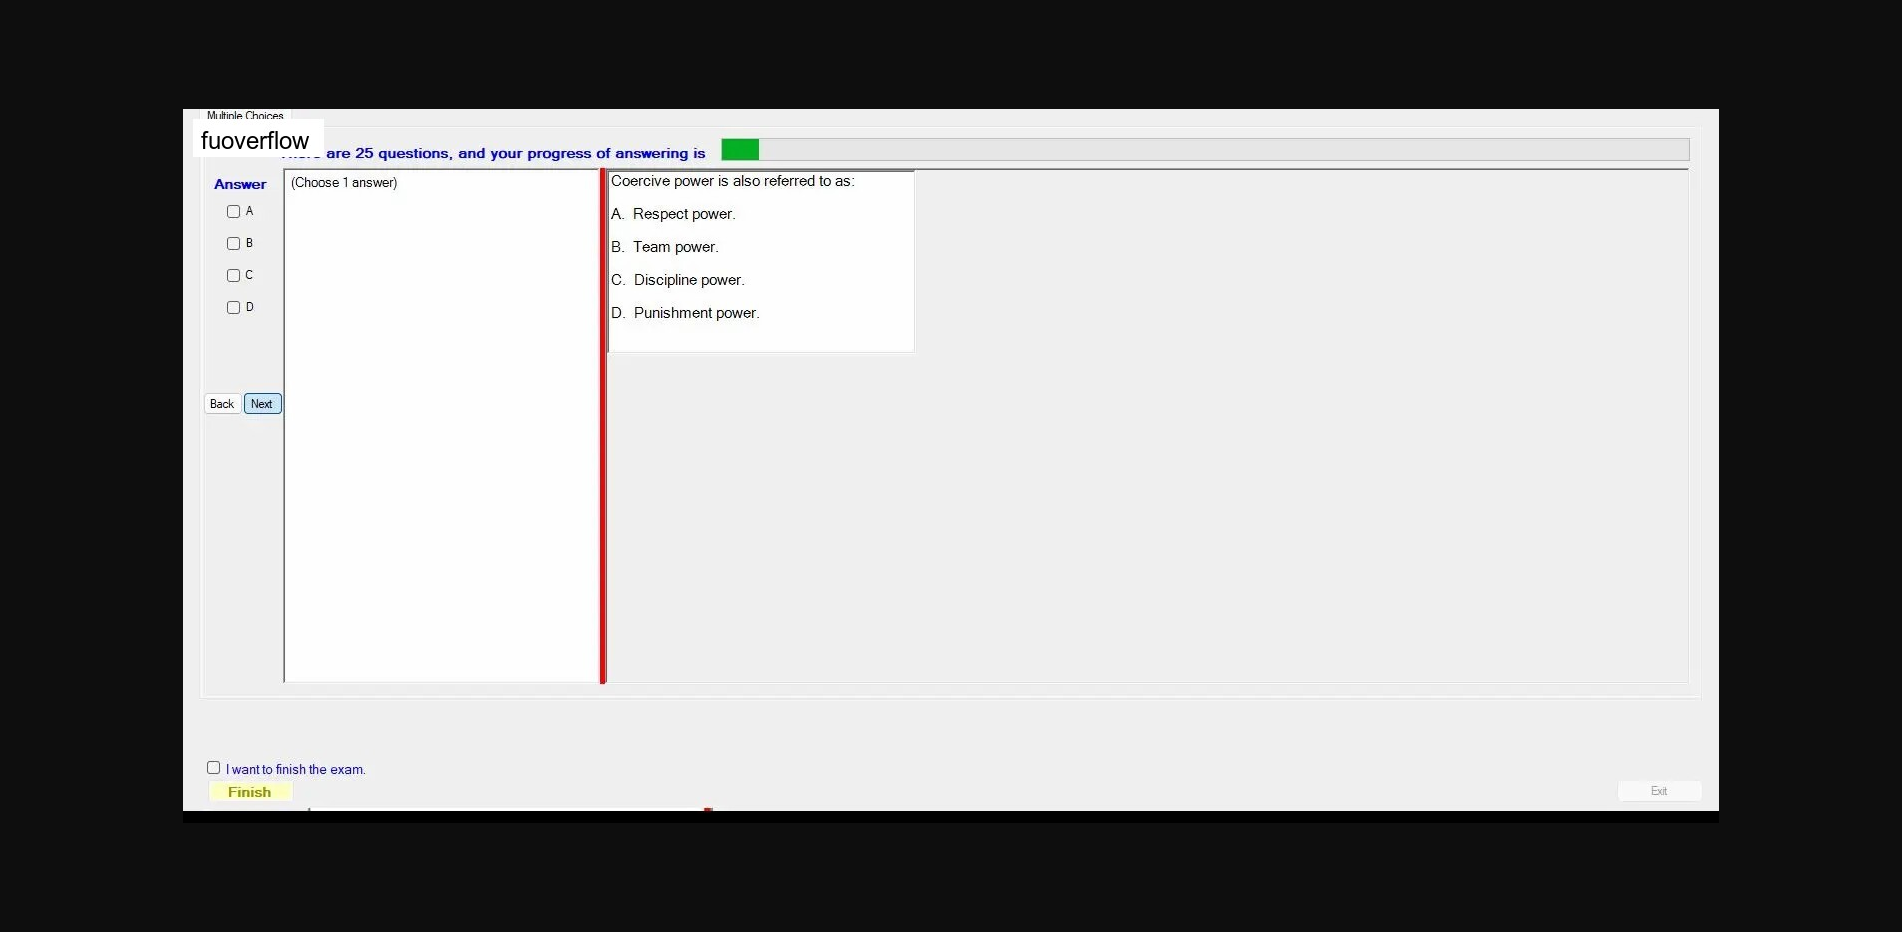 Multiple Choices
fuoverflow
are 25 questions, and your progress of answering is
Answer
(Choose 1 answer)
A
B
C
D
Back Next
Coercive power is also referred to as:
A. Respect power.
B. Team power.
C. Discipline power.
D. Punishment power.
I want to finish the exam.
Finish
Exit